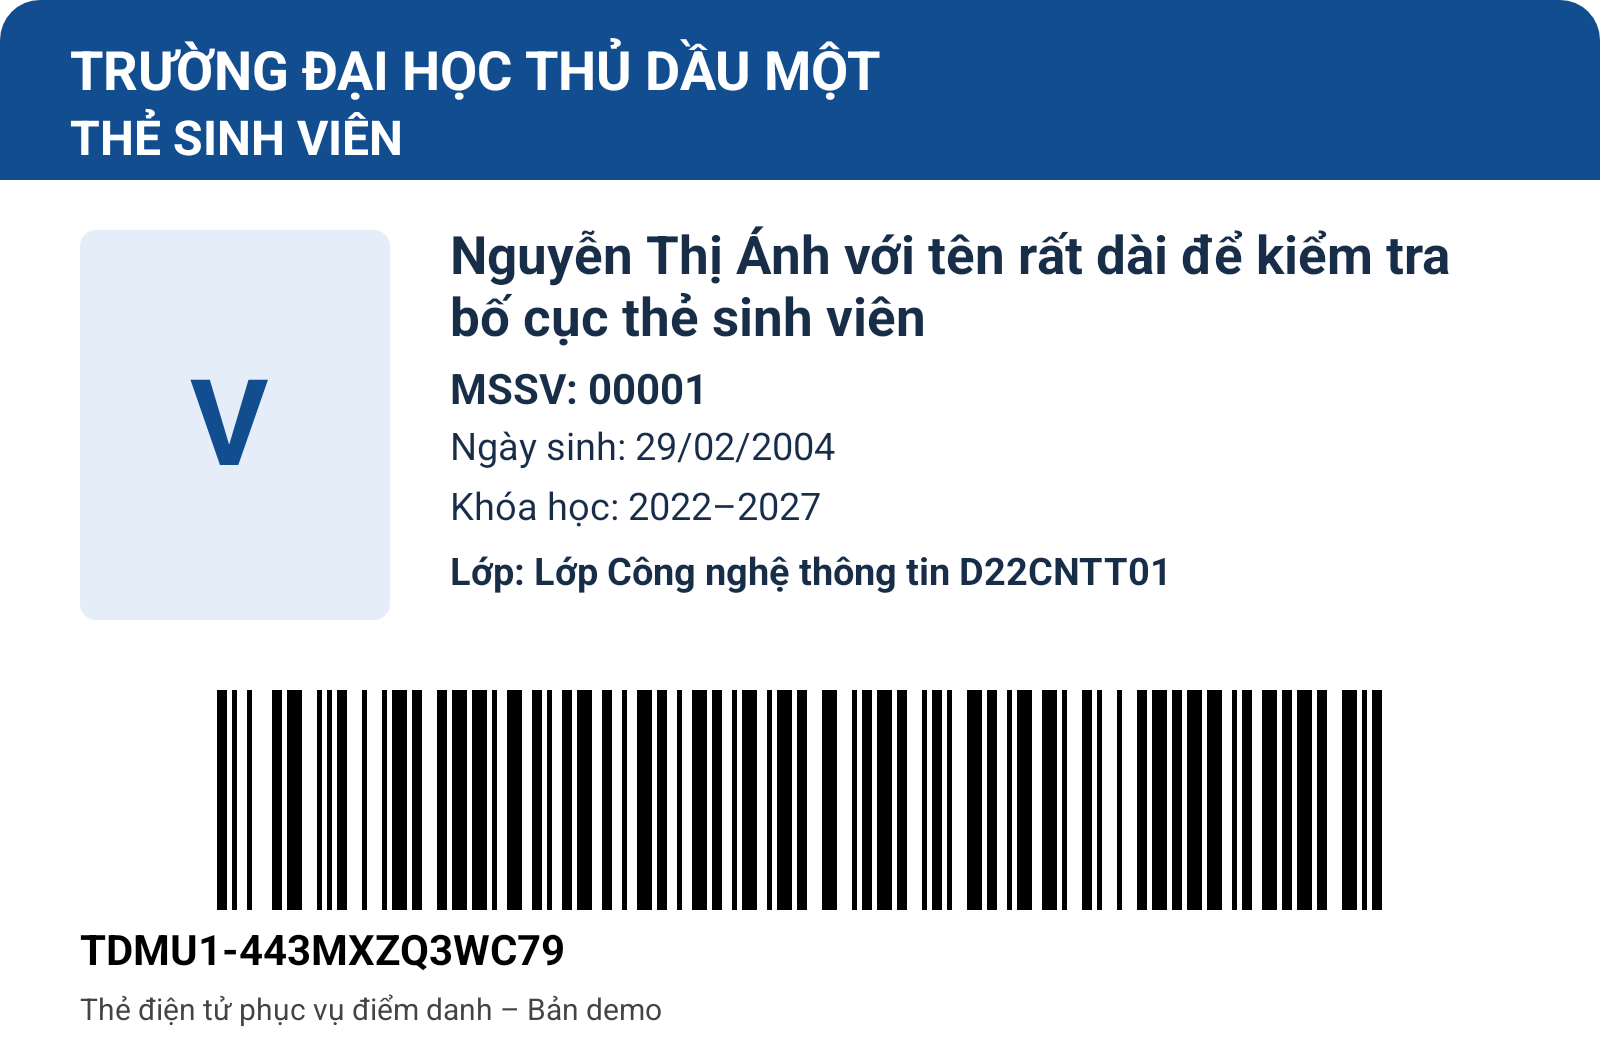 TRƯỜNG ĐẠI HỌC THỦ DẦU MỘT
THẺ SINH VIÊN
V
Nguyễn Thị Ánh với tên rất dài để kiểm tra
bố cục thẻ sinh viên
MSSV: 00001
Ngày sinh: 29/02/2004
Khóa học: 2022–2027
Lớp: Lớp Công nghệ thông tin D22CNTT01
TDMU1-443MXZQ3WC79
Thẻ điện tử phục vụ điểm danh – Bản demo